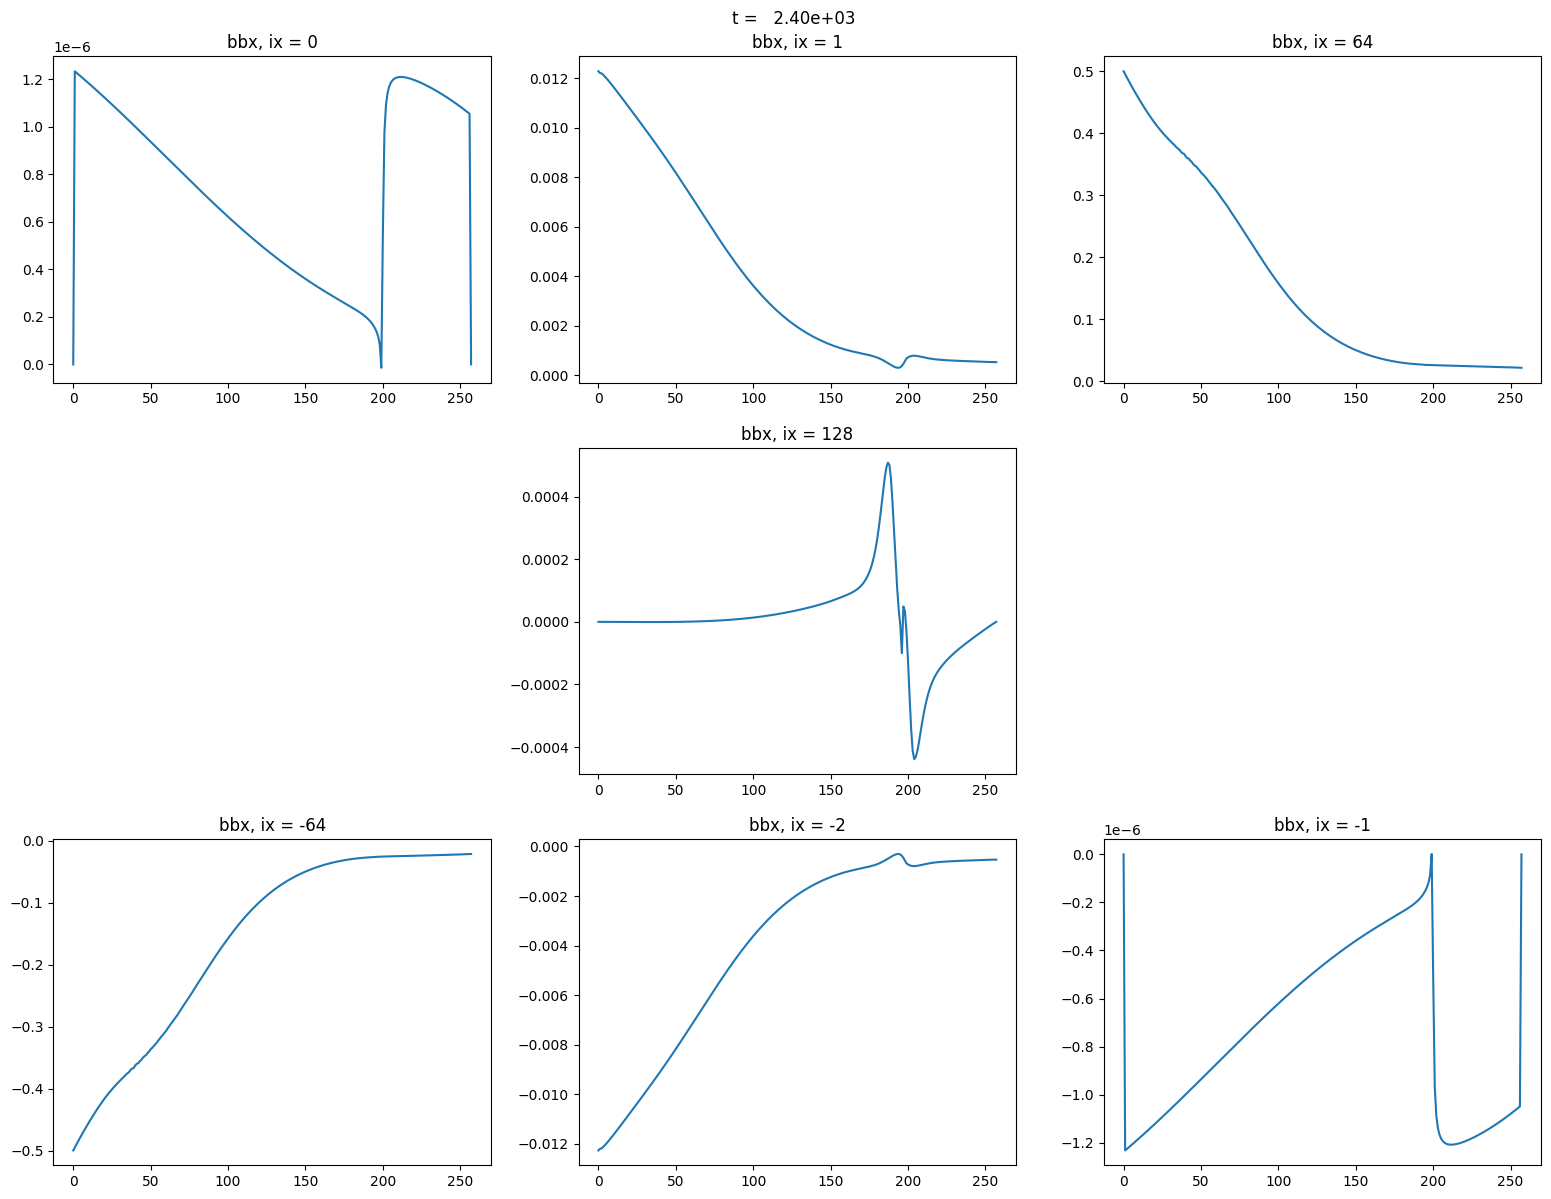 t =   2.40e+03
bbx, ix = 0
1e−6
1.2
1.0
0.8
0.6
0.4
0.2
0.0
0 50 100 150 200 250
bbx, ix = 1
0.012
0.010
0.008
0.006
0.004
0.002
0.000
0 50 100 150 200 250
bbx, ix = 64
0.5
0.4
0.3
0.2
0.1
0.0
0 50 100 150 200 250
bbx, ix = 128
0.0004
0.0002
0.0000
−0.0002
−0.0004
0 50 100 150 200 250
bbx, ix = -64
0.0
−0.1
−0.2
−0.3
−0.4
−0.5
0 50 100 150 200 250
bbx, ix = -2
0.000
−0.002
−0.004
−0.006
−0.008
−0.010
−0.012
0 50 100 150 200 250
bbx, ix = -1
1e−6
0.0
−0.2
−0.4
−0.6
−0.8
−1.0
−1.2
0 50 100 150 200 250